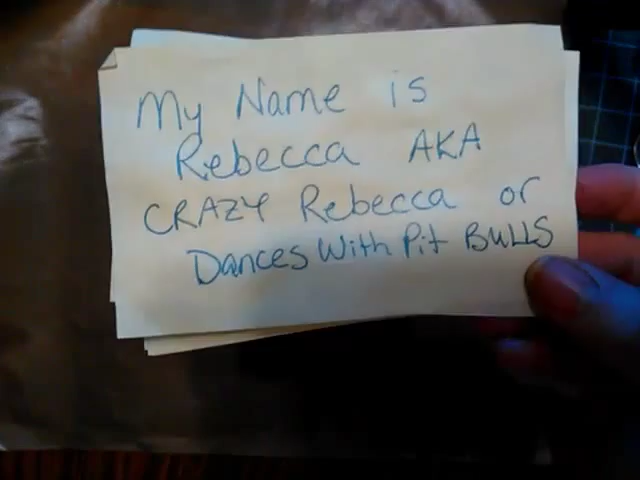 My Name is
Rebecca AKA
CRAZY Rebecca or
Dances With Pit BULLS